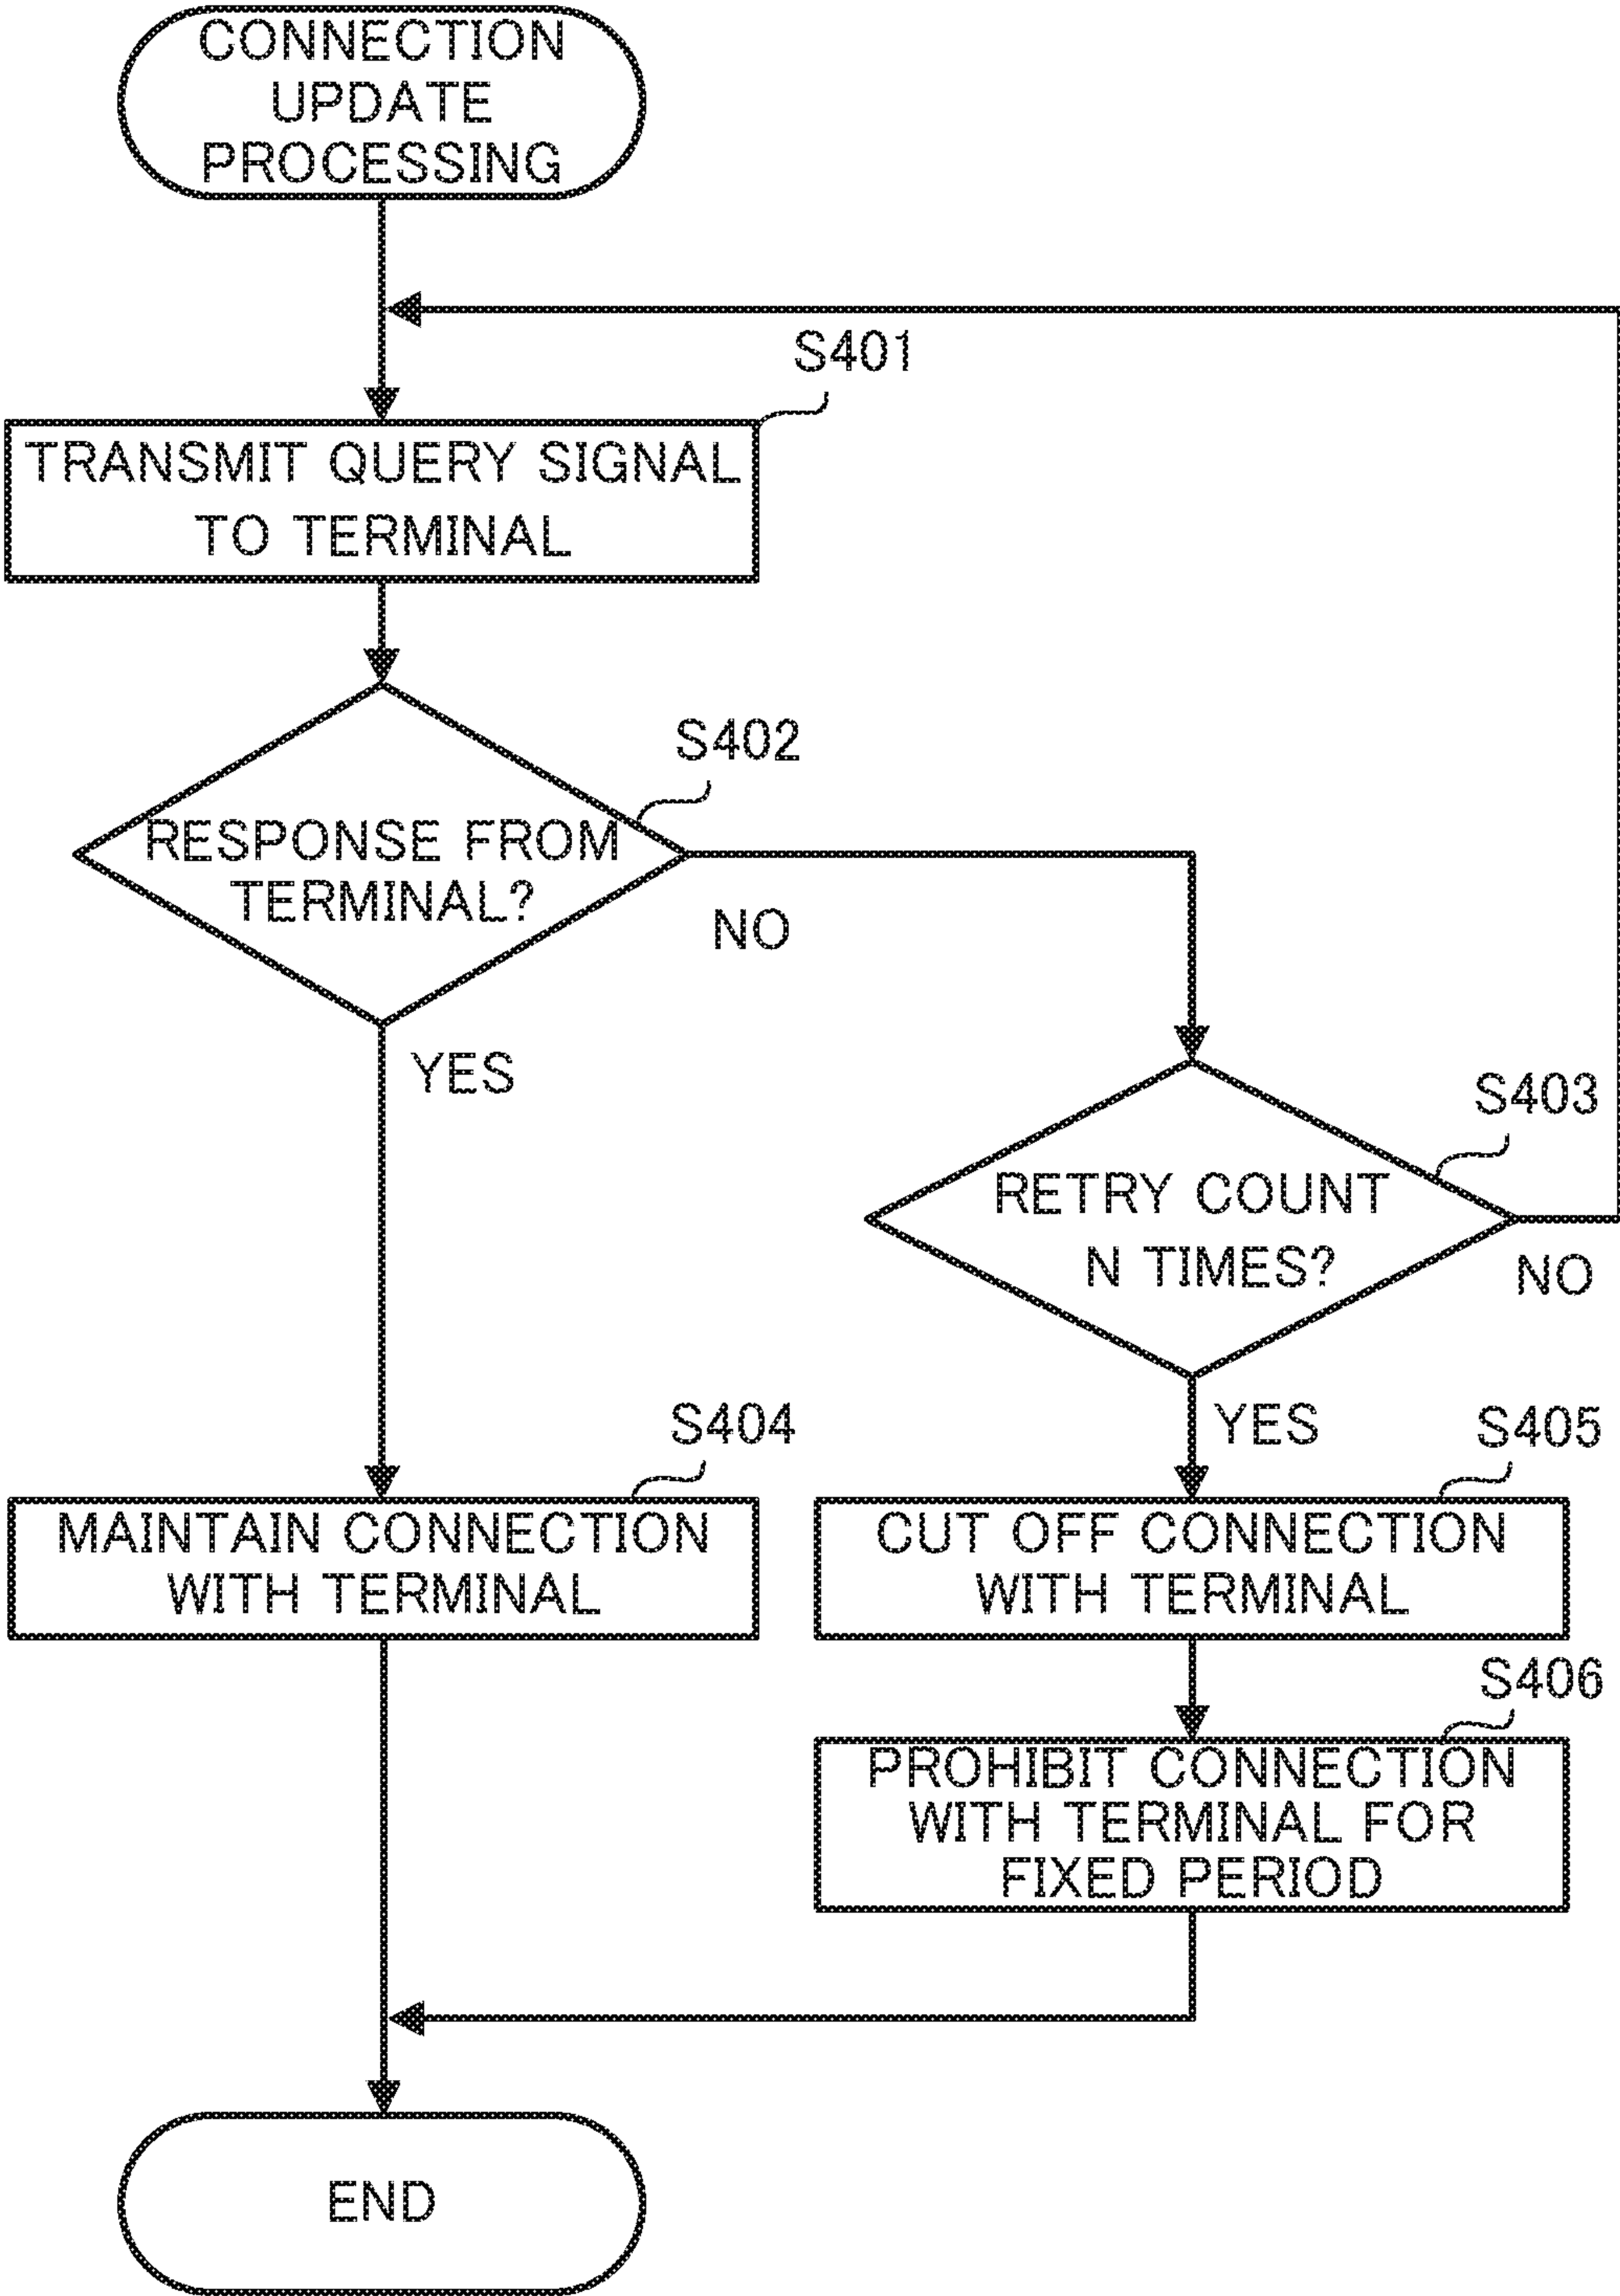 CONNECTION
UPDATE
PROCESSING
S401
TRANSMIT QUERY SIGNAL
TO TERMINAL
S402
RESPONSE FROM
TERMINAL?
NO
YES
S403
RETRY COUNT
N TIMES?
NO
YES
S404
MAINTAIN CONNECTION
WITH TERMINAL
S405
CUT OFF CONNECTION
WITH TERMINAL
S406
PROHIBIT CONNECTION
WITH TERMINAL FOR
FIXED PERIOD
END